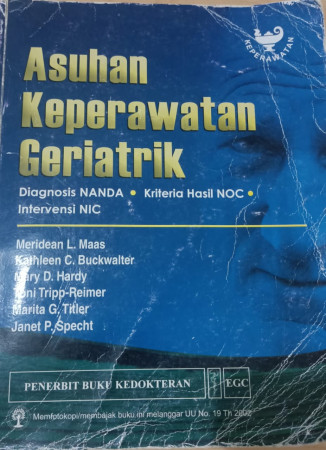 KEPERAWATAN
Asuhan
Keperawatan
Geriatrik
Diagnosis NANDA • Kriteria Hasil NOC •
Intervensi NIC
Meridean L. Maas
Kathleen C. Buckwalter
Mary D. Hardy
Toni Tripp-Reimer
Marita G. Titler
Janet P. Specht
PENERBIT BUKU KEDOKTERAN EGC
Memfotokopi/membajak buku ini melanggar UU No. 19 Th 2002